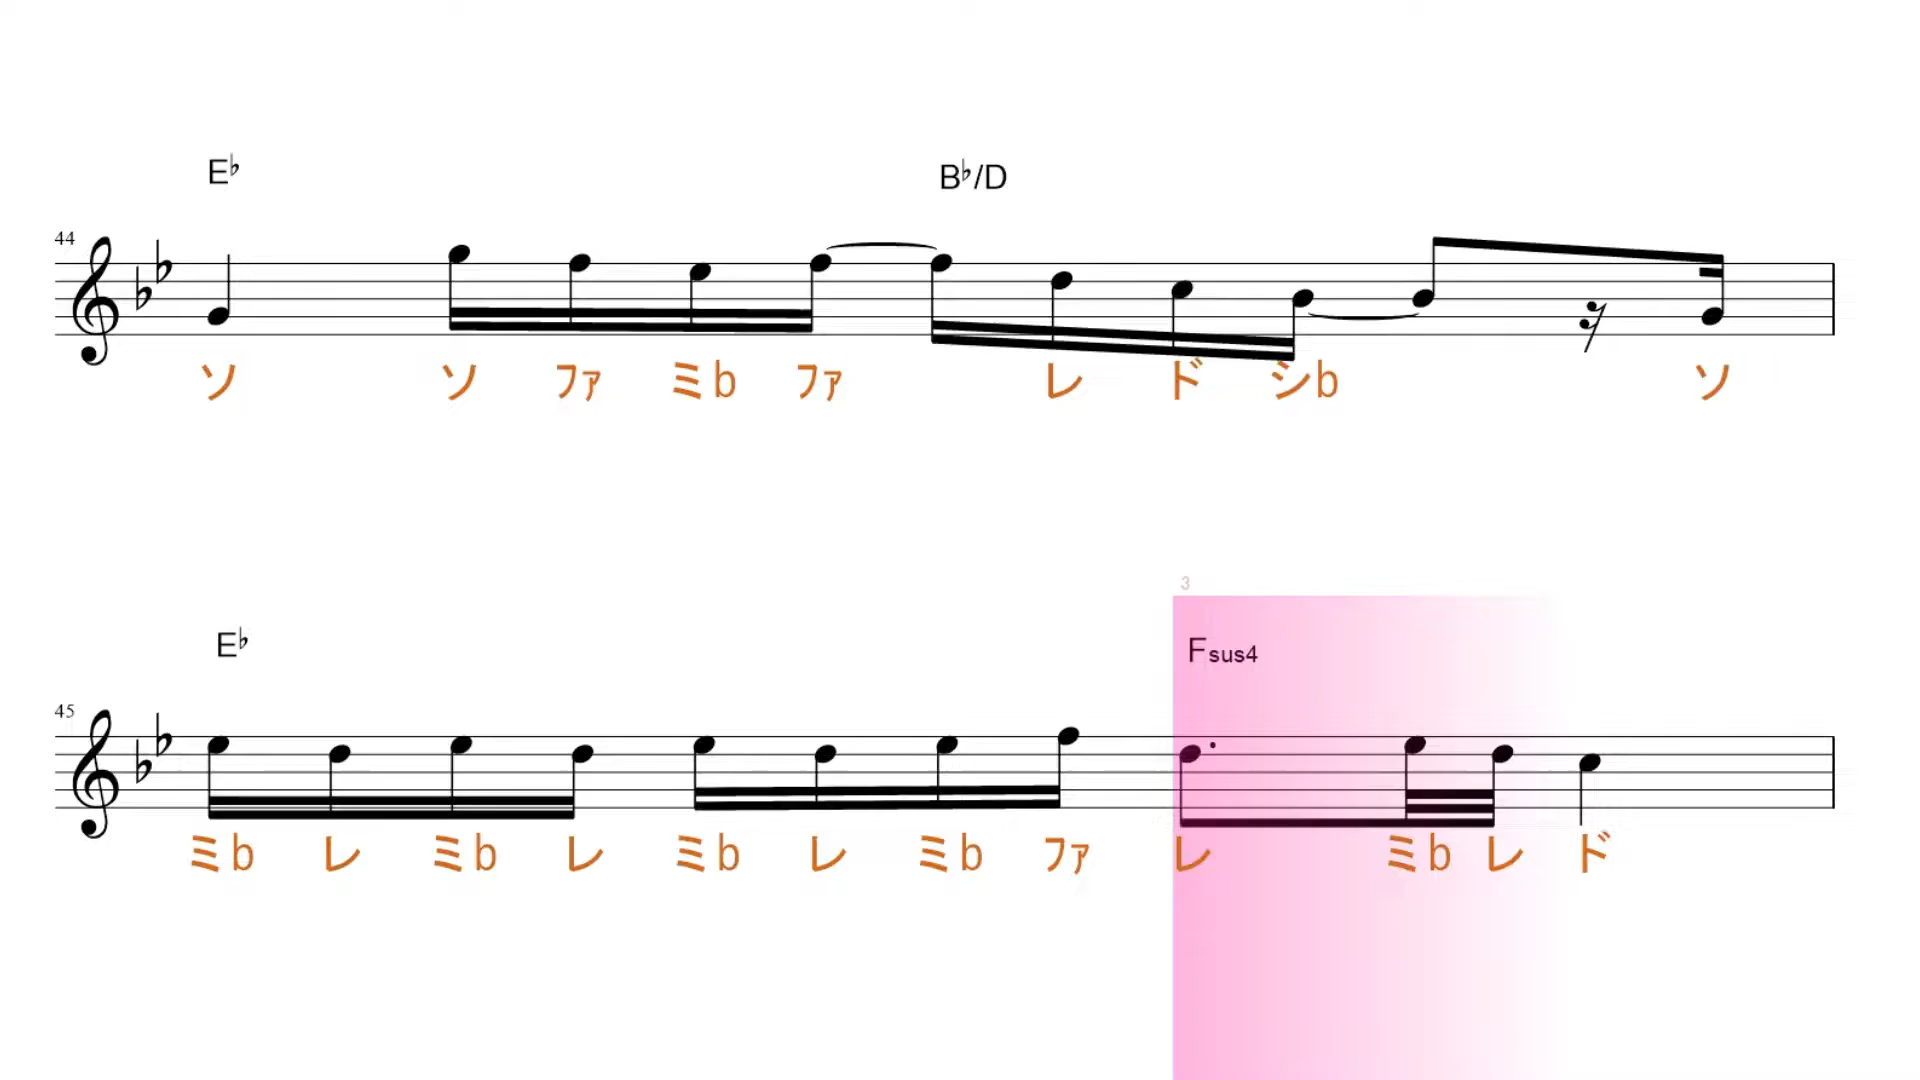 E♭ B♭/D
44
ソ ソ ファ ミb ファ レ ド シb ソ
3
E♭ Fsus4
45
ミb レ ミb レ ミb レ ミb ファ レ ミb レ ド